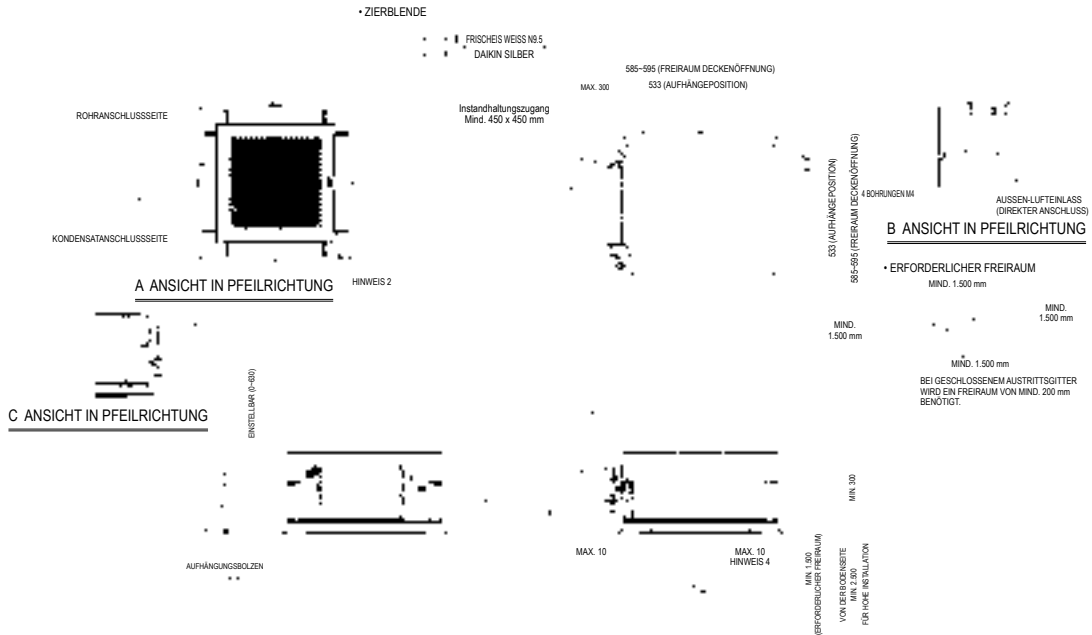 • ZIERBLENDE
FRISCHEIS WEISS N9.5
DAIKIN SILBER
585~595 (FREIRAUM DECKENÖFFNUNG)
MAX. 300
533 (AUFHÄNGEPOSITION)
ROHRANSCHLUSSSEITE
Instandhaltungszugang
Mind. 450 x 450 mm
533 (AUFHÄNGEPOSITION)
585~595 (FREIRAUM DECKENÖFFNUNG)
4 BOHRUNGEN M4
AUSSEN-LUFTEINLASS
(DIREKTER ANSCHLUSS)
B ANSICHT IN PFEILRICHTUNG
KONDENSATANSCHLUSSSEITE
A ANSICHT IN PFEILRICHTUNG
HINWEIS 2
• ERFORDERLICHER FREIRAUM
MIND. 1.500 mm
MIND.
1.500 mm
MIND.
1.500 mm
MIND. 1.500 mm
BEI GESCHLOSSENEM AUSTRITTSGITTER
WIRD EIN FREIRAUM VON MIND. 200 mm
BENÖTIGT.
C ANSICHT IN PFEILRICHTUNG
EINSTELLBAR (0~630)
MIN. 300
AUFHÄNGUNGSBOLZEN
MAX. 10
MAX. 10
HINWEIS 4
MIN. 1.500
(ERFORDERLICHER FREIRAUM)
VON DER BODENSEITE
MIN. 2.500
FÜR HOHE INSTALLATION